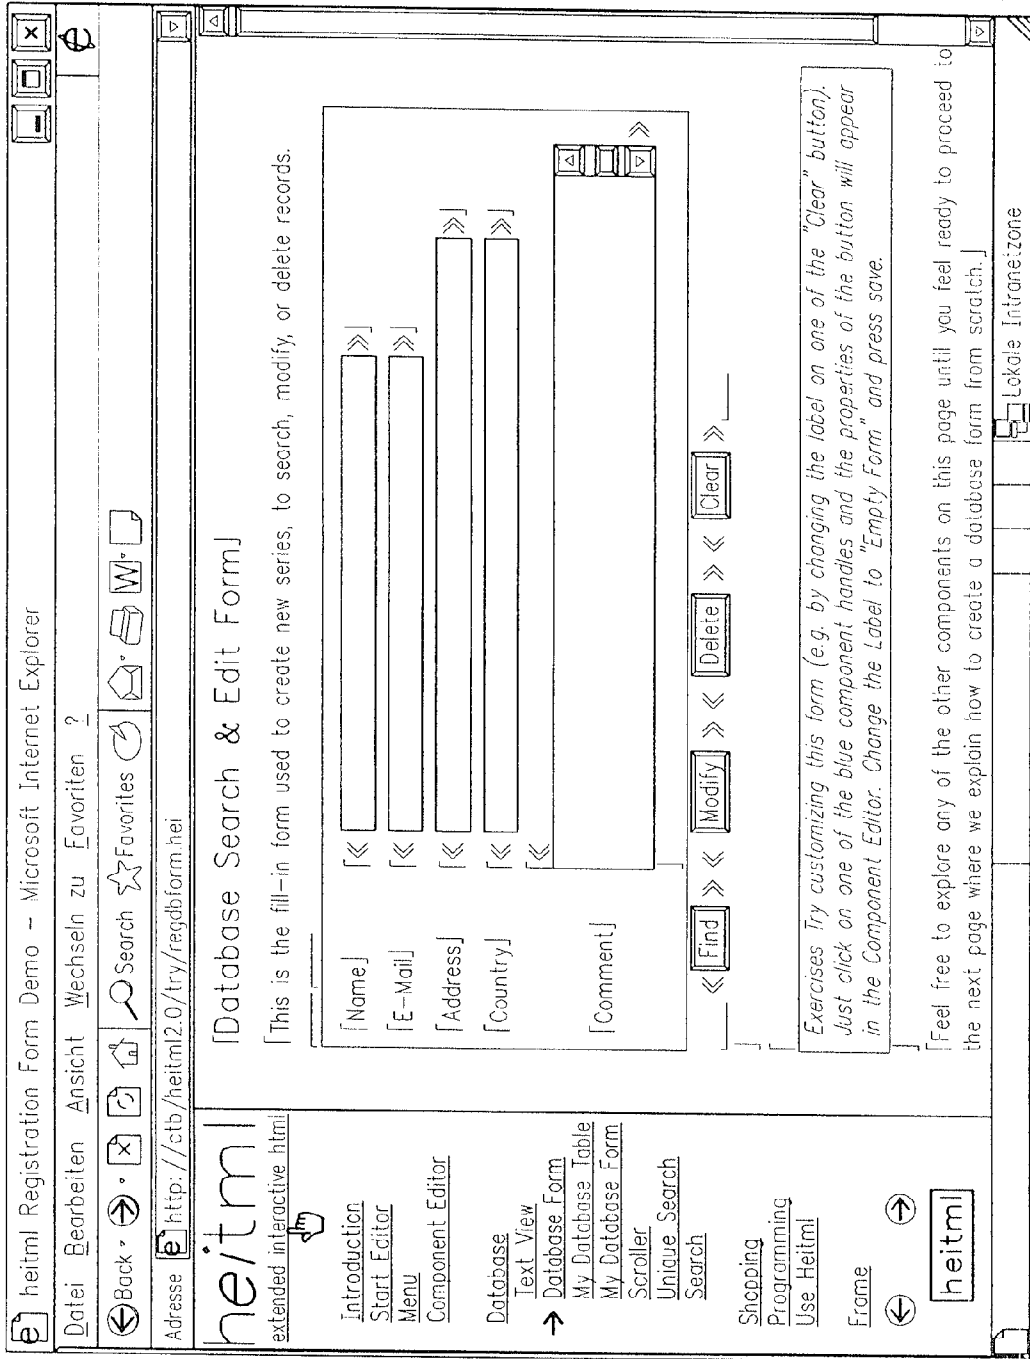 heitml Registration Form Demo – Microsoft Internet Explorer
Datei Bearbeiten Ansicht Wechseln zu Favoriten ?
Back Search Favorites W
Adresse http://ctb/heitml2.0/try/regdbform.hei
heitml
extended interactive html
Introduction
Start Editor
Menu
Component Editor
Database
Text View
Database Form
My Database Table
My Database Form
Scroller
Unique Search
Search
Shopping
Programming
Use Heitml
Frame
heitml
[Database Search & Edit Form]
[This is the fill-in form used to create new series, to search, modify, or delete records.
[Name]
[E-Mail]
[Address]
[Country]
[Comment]
« Find » « Modify » « Delete » « Clear »
Exercises Try customizing this form (e.g. by changing the label on one of the "Clear" button).
Just click on one of the blue component handles and the properties of the button will appear
in the Component Editor. Change the Label to "Empty Form" and press save.
[Feel free to explore any of the other components on this page until you feel ready to proceed to
the next page where we explain how to create a database form from scratch.]
Lokale Intranetzone